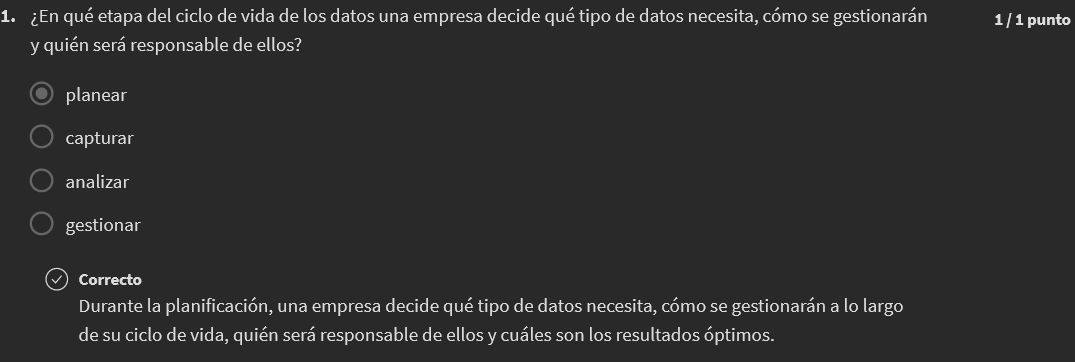 1. ¿En qué etapa del ciclo de vida de los datos una empresa decide qué tipo de datos necesita, cómo se gestionarán 1 / 1 punto
y quién será responsable de ellos?
planear
capturar
analizar
gestionar
Correcto
Durante la planificación, una empresa decide qué tipo de datos necesita, cómo se gestionarán a lo largo
de su ciclo de vida, quién será responsable de ellos y cuáles son los resultados óptimos.